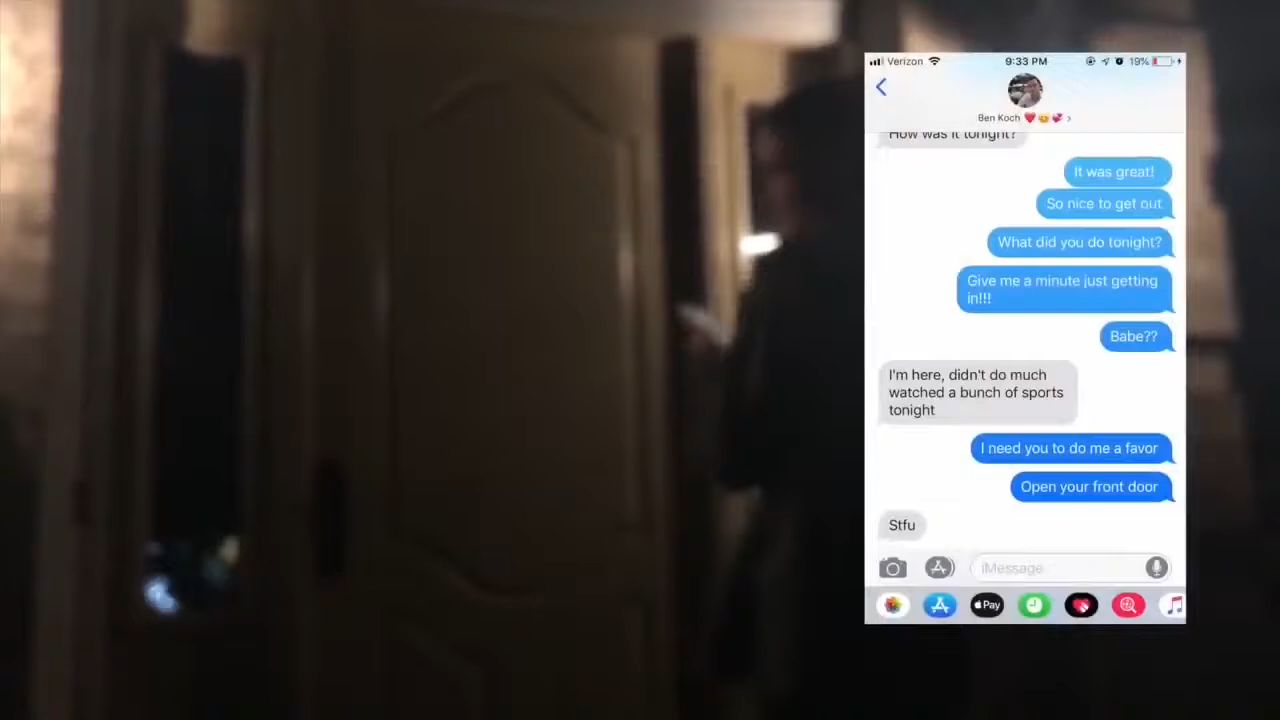 Verizon
9:33 PM
19%
Ben Koch ❤️😊💞 >
How was it tonight?
It was great!
So nice to get out
What did you do tonight?
Give me a minute just getting
in!!!
Babe??
I'm here, didn't do much
watched a bunch of sports
tonight
I need you to do me a favor
Open your front door
Stfu
iMessage
Pay